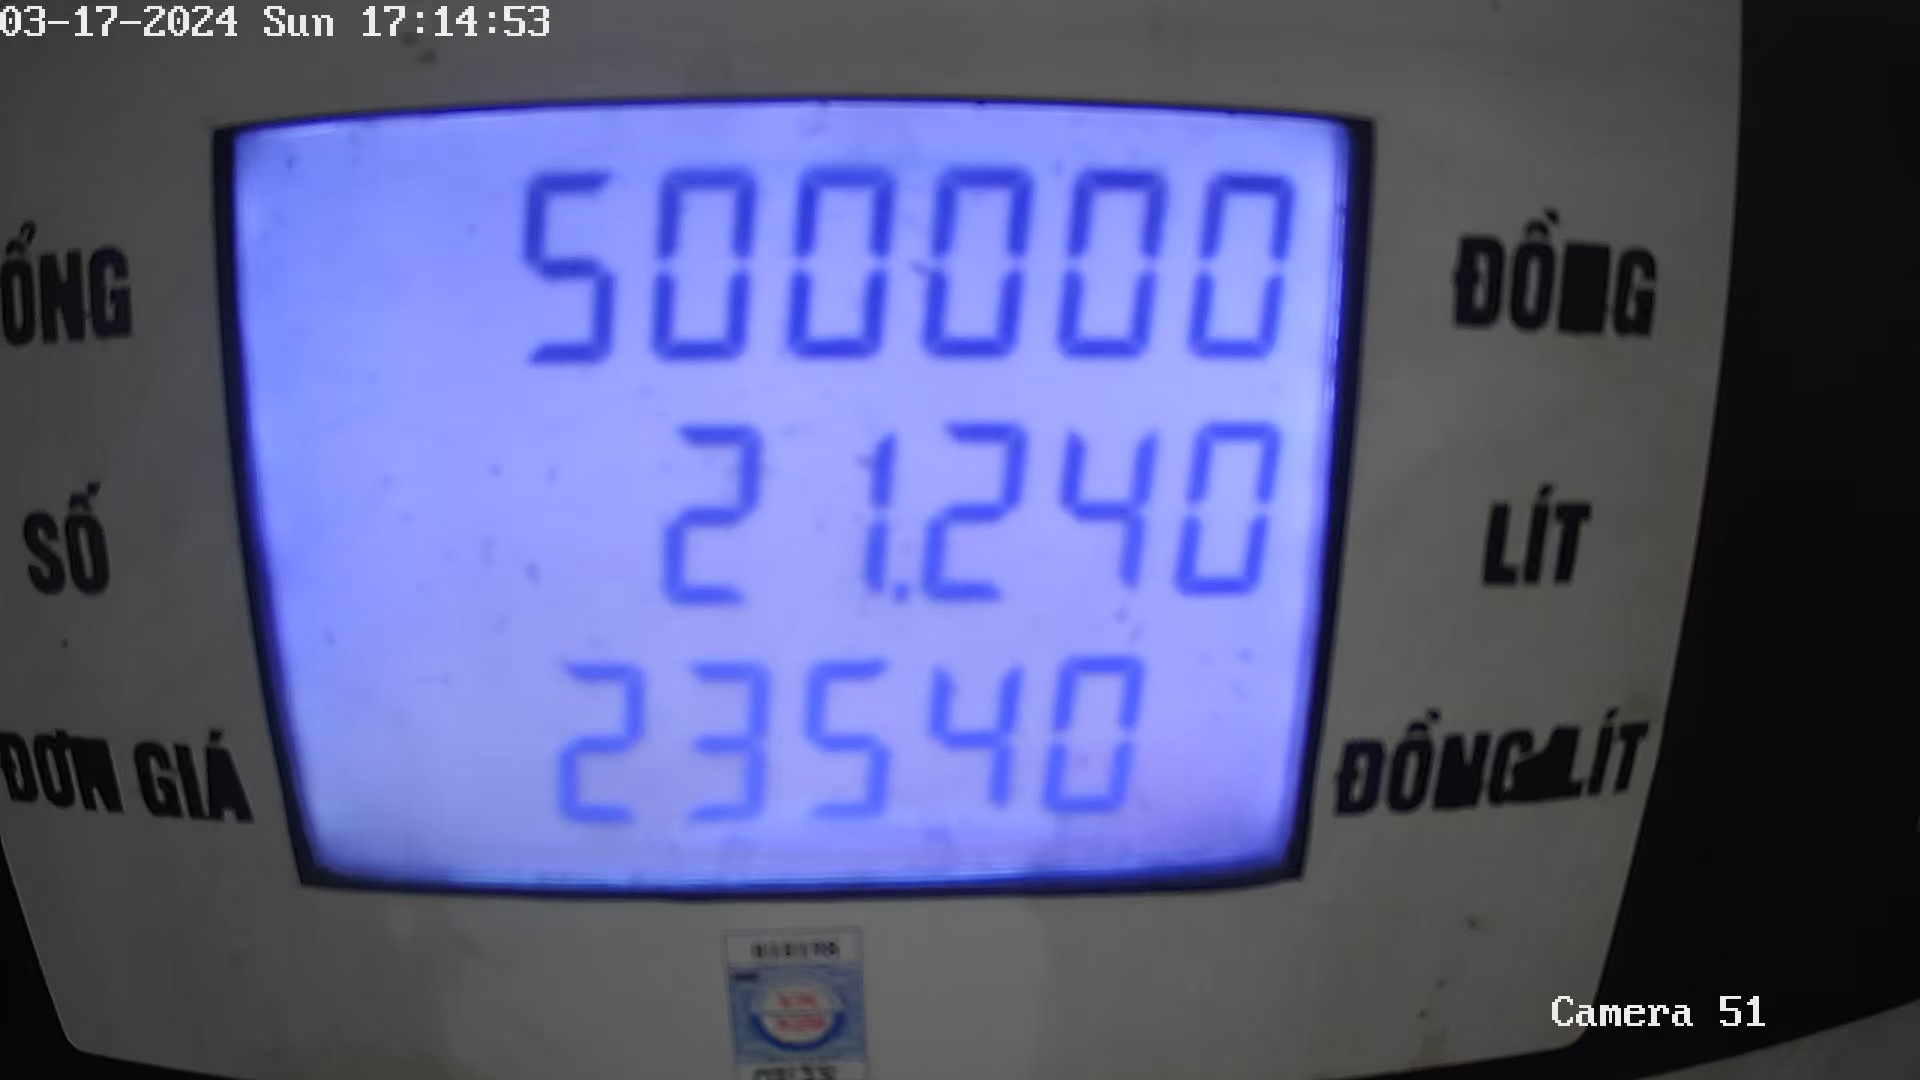 03-17-2024 Sun 17:14:53
ỔNG 500000 ĐỒNG
SỐ 21.240 LÍT
ĐƠN GIÁ 23540 ĐỒNG/LÍT
Camera 51